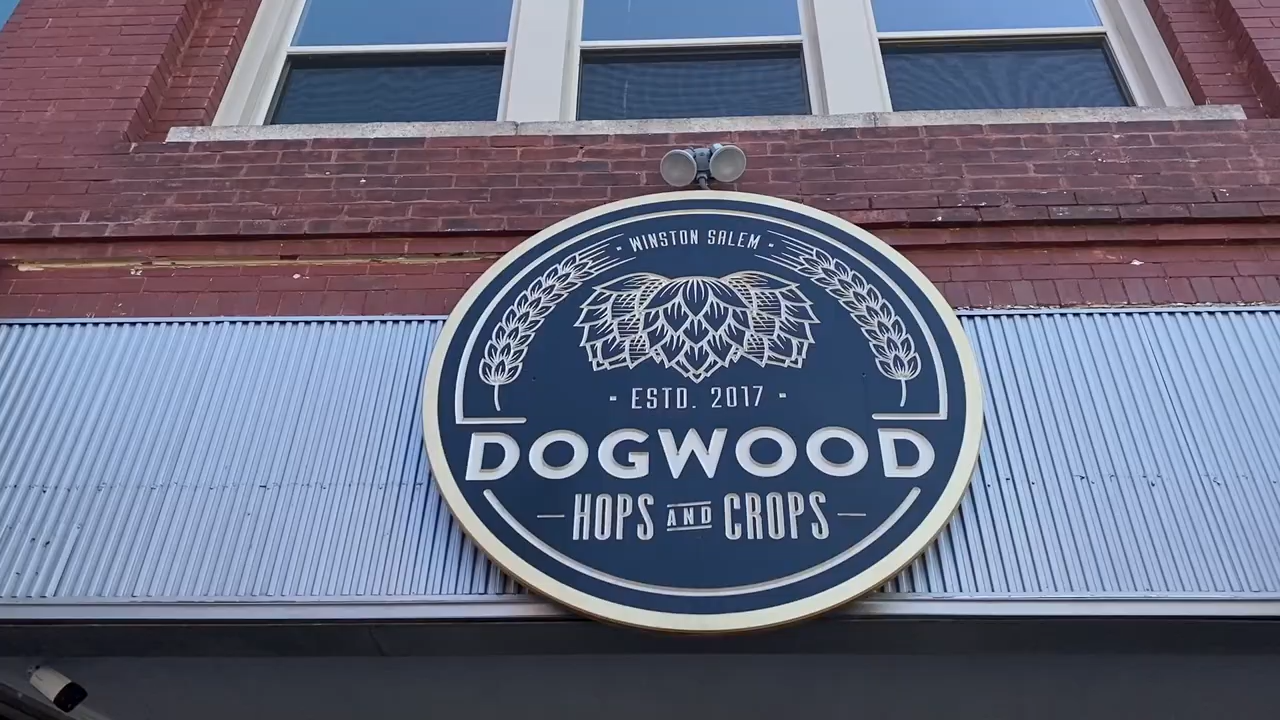 - WINSTON SALEM -
- ESTD. 2017 -
DOGWOOD
HOPS AND CROPS